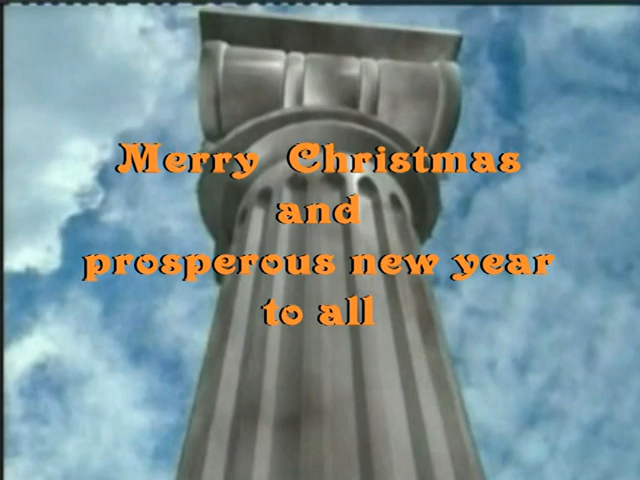 Merry Christmas
and
prosperous new year
to all